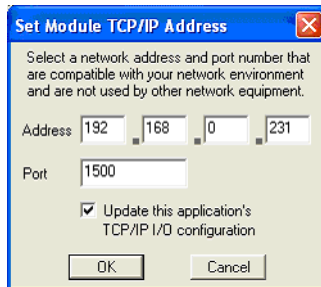 Set Module TCP/IP Address
Select a network address and port number that
are compatible with your network environment
and are not used by other network equipment.
Address 192 . 168 . 0 . 231
Port 1500
Update this application's
TCP/IP I/O configuration
OK Cancel